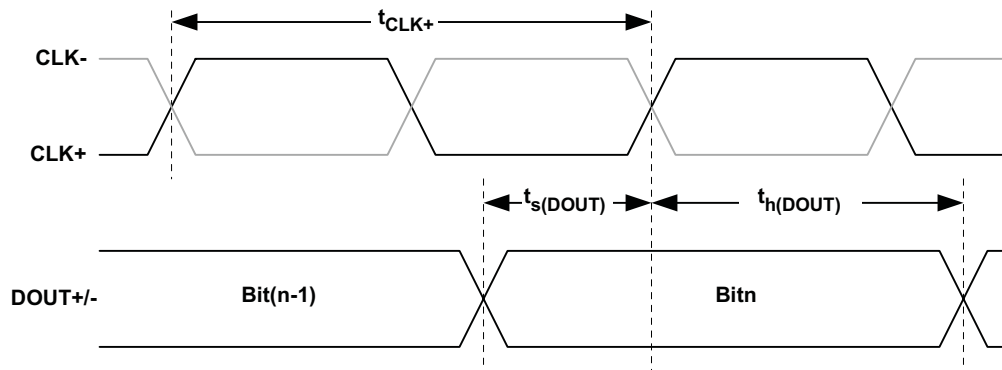 tCLK+
CLK-
CLK+
ts(DOUT)
th(DOUT)
DOUT+/-
Bit(n-1)
Bitn